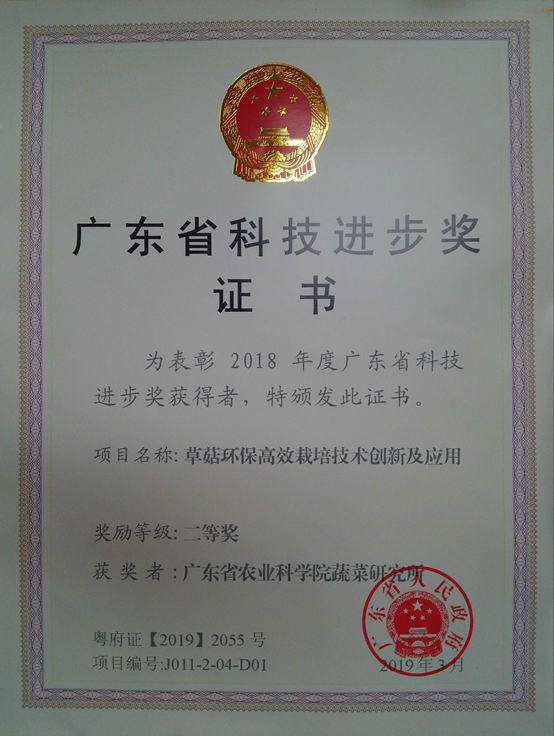 广东省科技进步奖
证 书
为表彰 2018 年度广东省科技
进步奖获得者，特颁发此证书。
项目名称: 草菇环保高效栽培技术创新及应用
奖励等级: 二等奖
获 奖 者 : 广东省农业科学院蔬菜研究所
广东省人民政府
粤府证【2019】2055 号
项目编号:J011-2-04-D01
2019 年 3 月